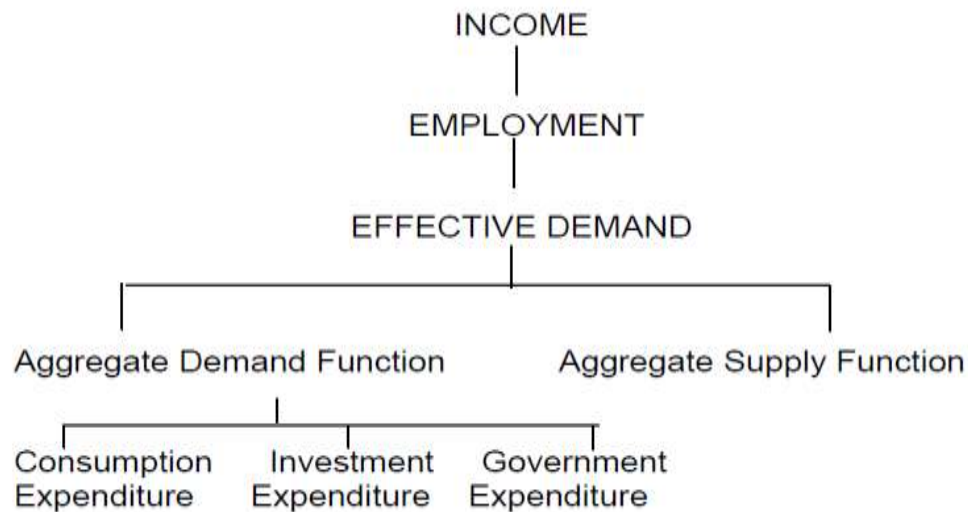 INCOME
EMPLOYMENT
EFFECTIVE DEMAND
Aggregate Demand Function
Aggregate Supply Function
Consumption
Expenditure
Investment
Expenditure
Government
Expenditure